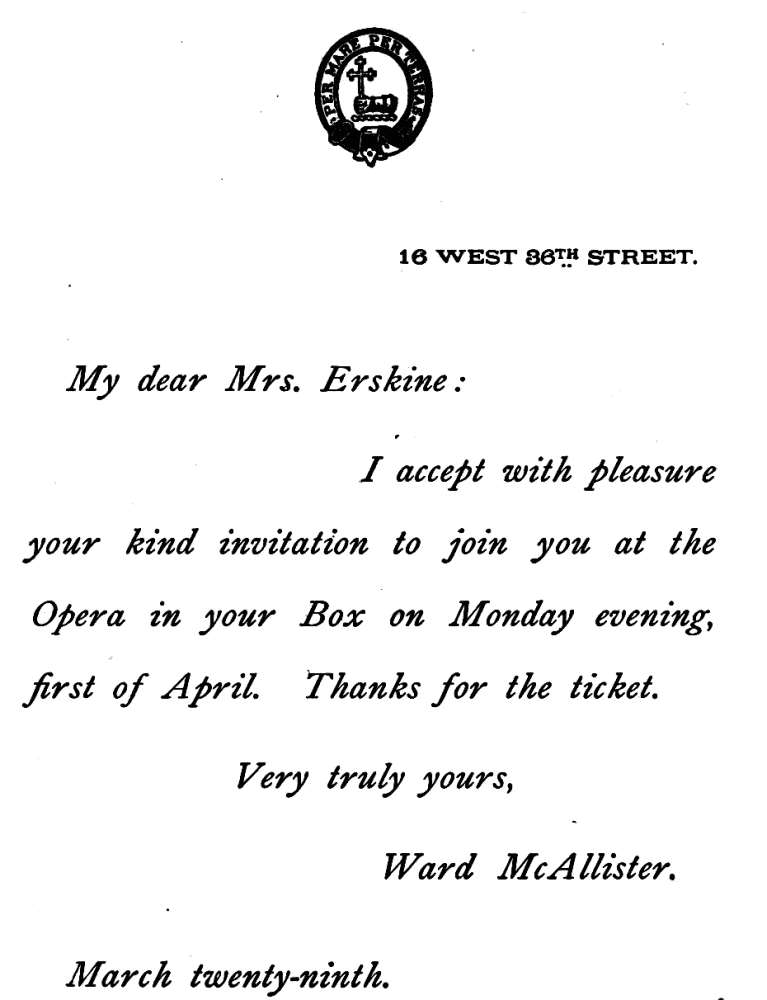 PER MARE PER TERRAS
16 WEST 36TH STREET.
My dear Mrs. Erskine:
I accept with pleasure
your kind invitation to join you at the
Opera in your Box on Monday evening,
first of April. Thanks for the ticket.
Very truly yours,
Ward McAllister.
March twenty-ninth.